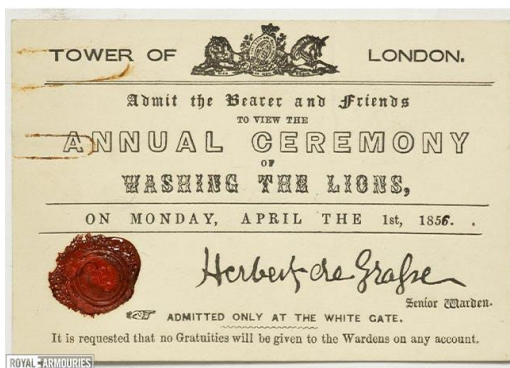 TOWER OF LONDON.
Admit the Bearer and Friends
TO VIEW THE
ANNUAL CEREMONY
OF
WASHING THE LIONS,
ON MONDAY, APRIL THE 1st, 1856. .
Herbert de Grafse
Senior Warden.
ADMITTED ONLY AT THE WHITE GATE.
It is requested that no Gratuities will be given to the Wardens on any account.
ROYAL ARMOURIES